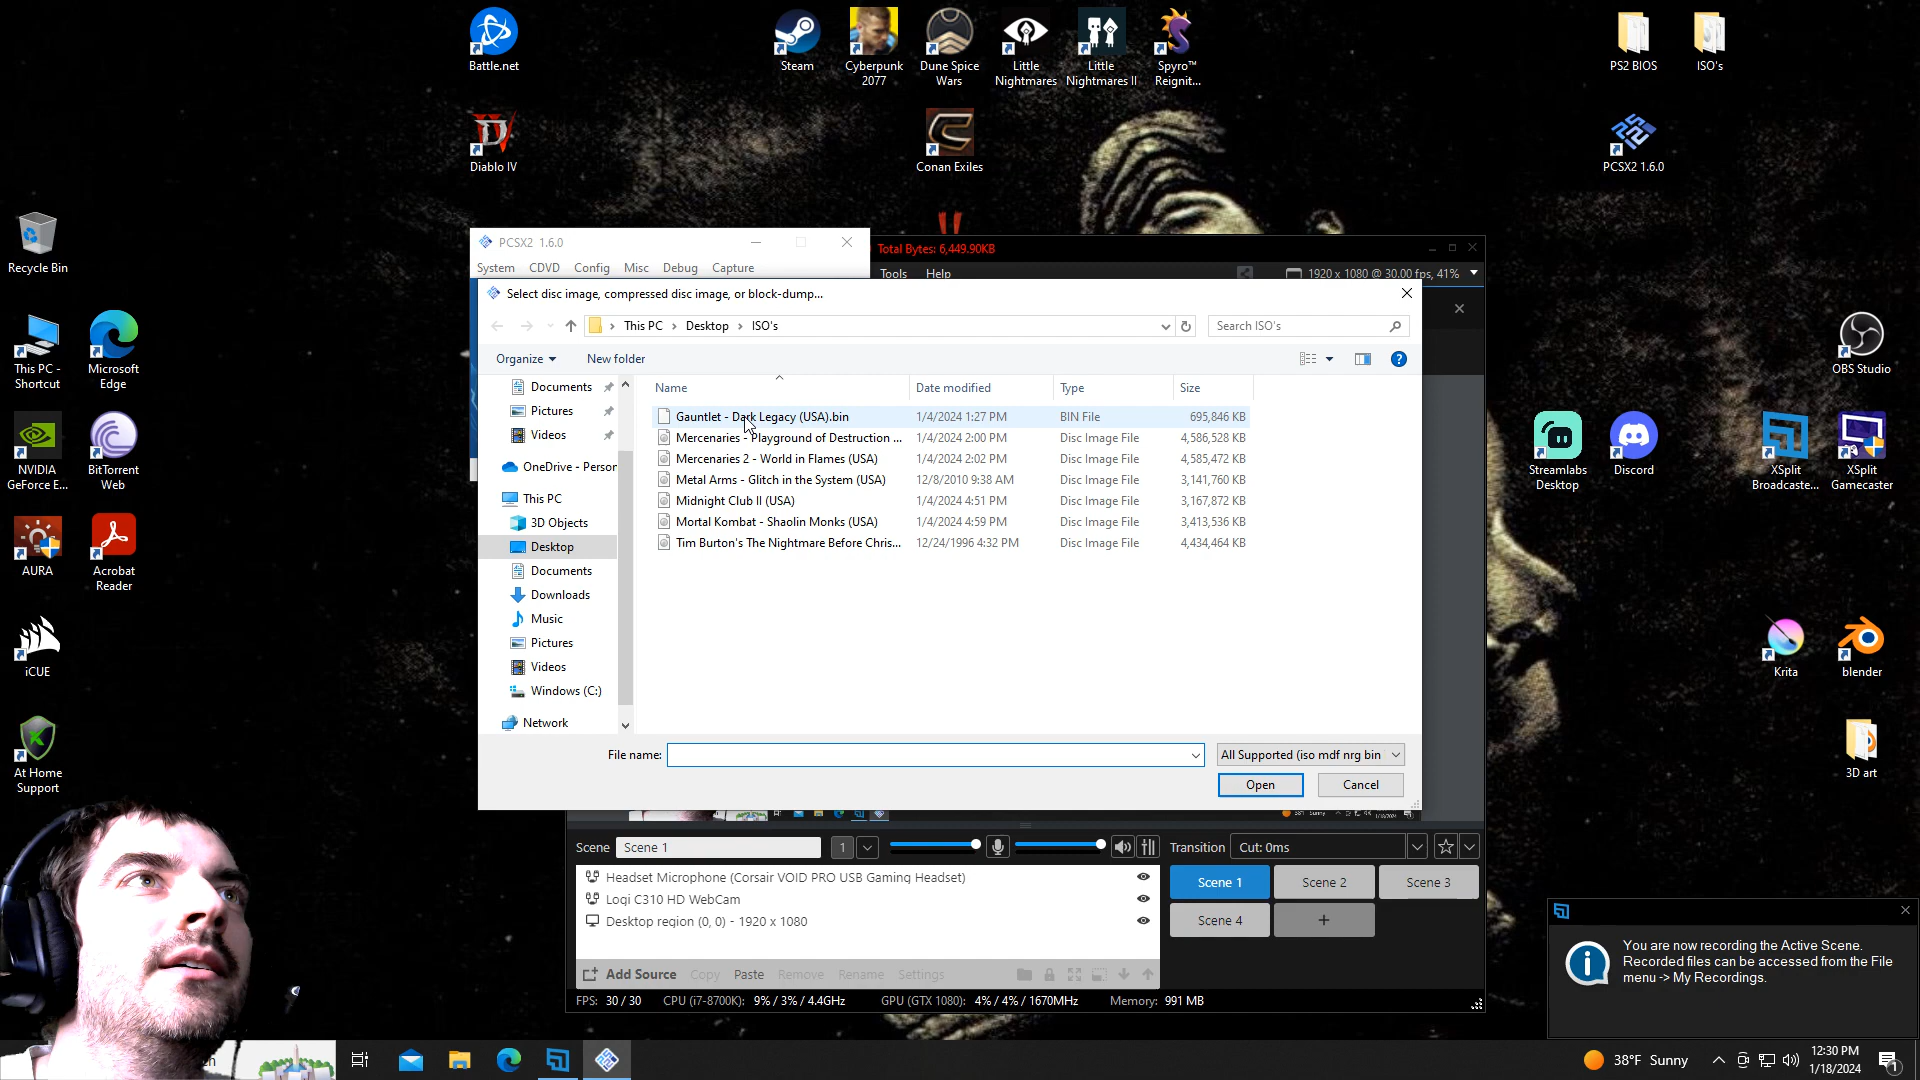 Battle.net
Steam
Cyberpunk
2077
Dune Spice
Wars
Little
Nightmares
Little
Nightmares II
Spyro™
Reignit...
PS2 BIOS
ISO's
Diablo IV
Conan Exiles
PCSX2 1.6.0
Recycle Bin
This PC -
Shortcut
Microsoft
Edge
NVIDIA
GeForce E...
BitTorrent
Web
AURA
Acrobat
Reader
iCUE
At Home
Support
OBS Studio
Streamlabs
Desktop
Discord
XSplit
Broadcaste...
XSplit
Gamecaster
Krita
blender
3D art
PCSX2 1.6.0
System CDVD Config Misc Debug Capture
Total Bytes: 6,449.90KB
Tools Help
1920 x 1080 @ 30.00 fps, 41%
Select disc image, compressed disc image, or block-dump...
This PC > Desktop > ISO's
Search ISO's
Organize New folder
Documents
Pictures
Videos
OneDrive - Person
This PC
3D Objects
Desktop
Documents
Downloads
Music
Pictures
Videos
Windows (C:)
Network
Name Date modified Type Size
Gauntlet - Dark Legacy (USA).bin 1/4/2024 1:27 PM BIN File 695,846 KB
Mercenaries - Playground of Destruction ... 1/4/2024 2:00 PM Disc Image File 4,586,528 KB
Mercenaries 2 - World in Flames (USA) 1/4/2024 2:02 PM Disc Image File 4,585,472 KB
Metal Arms - Glitch in the System (USA) 12/8/2010 9:38 AM Disc Image File 3,141,760 KB
Midnight Club II (USA) 1/4/2024 4:51 PM Disc Image File 3,167,872 KB
Mortal Kombat - Shaolin Monks (USA) 1/4/2024 4:59 PM Disc Image File 3,413,536 KB
Tim Burton's The Nightmare Before Chris... 12/24/1996 4:32 PM Disc Image File 4,434,464 KB
File name:
All Supported (iso mdf nrg bin
Open Cancel
Scene Scene 1 1
Transition Cut: 0ms
Headset Microphone (Corsair VOID PRO USB Gaming Headset)
Logi C310 HD WebCam
Desktop region (0, 0) - 1920 x 1080
Scene 1 Scene 2 Scene 3
Scene 4 +
Add Source Copy Paste Remove Rename Settings
FPS: 30 / 30 CPU (i7-8700K): 9% / 3% / 4.4GHz GPU (GTX 1080): 4% / 4% / 1670MHz Memory: 991 MB
You are now recording the Active Scene.
Recorded files can be accessed from the File
menu -> My Recordings.
38°F Sunny
12:30 PM
1/18/2024
1